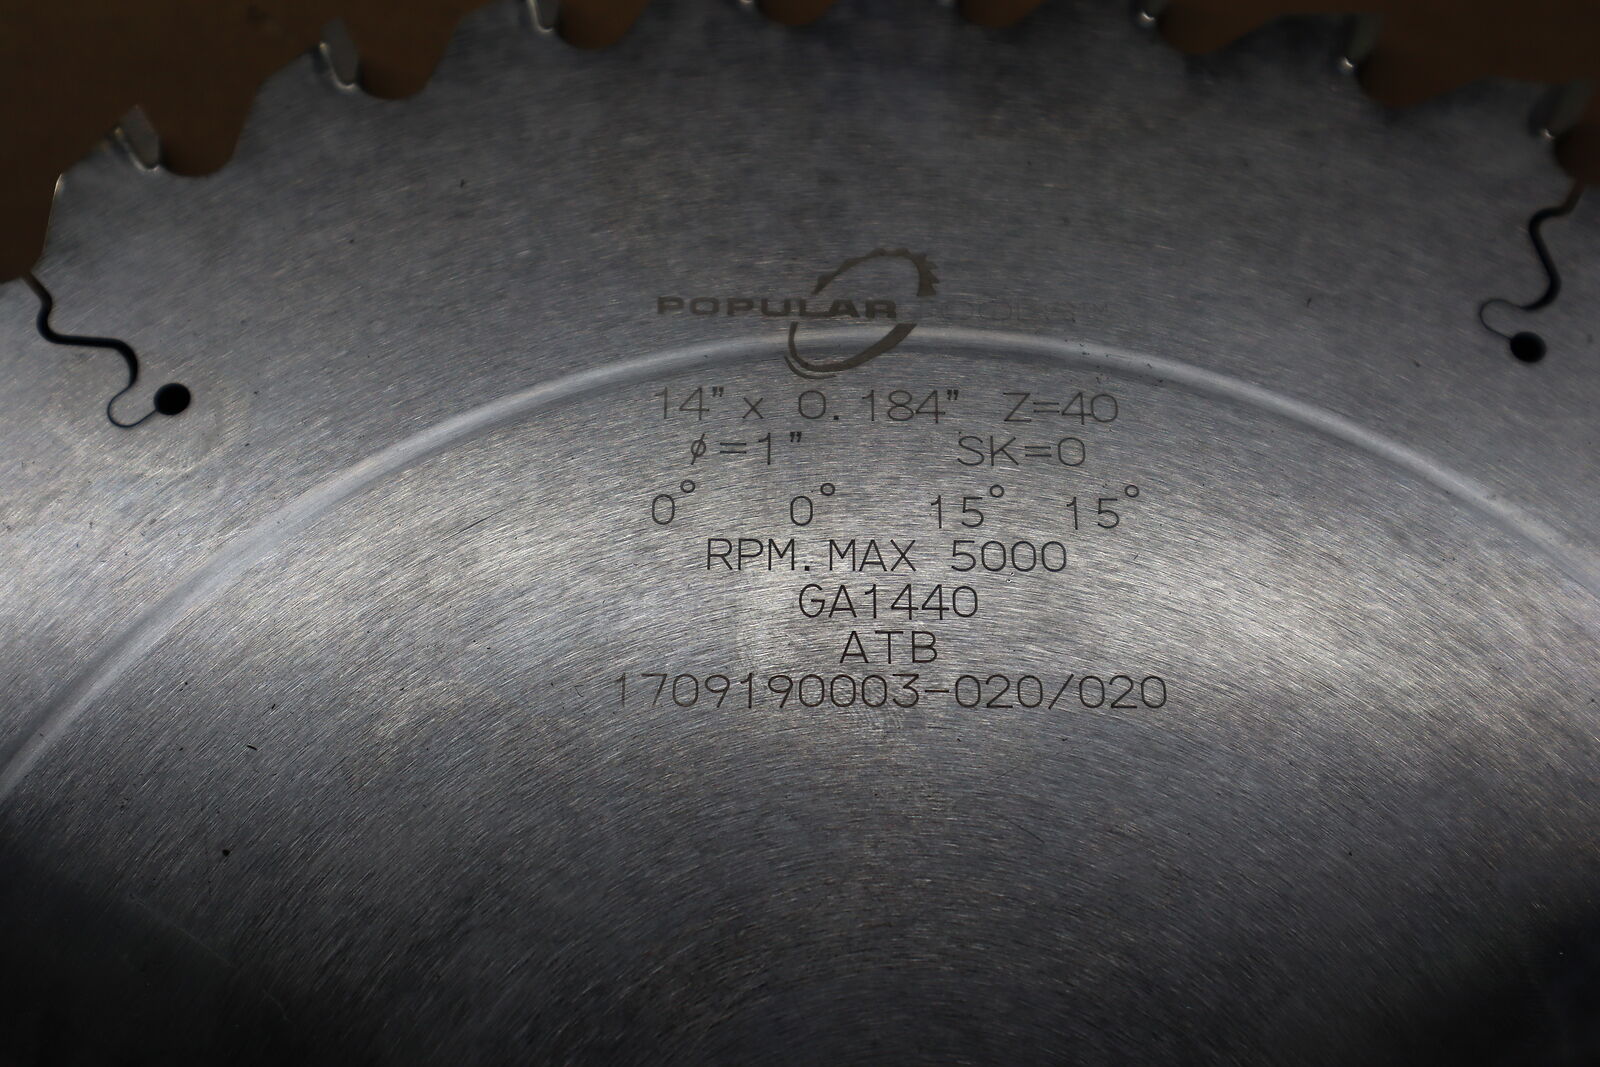 POPULAR TOOLS
14" x 0.184" Z=40
ø=1" SK=0
0° 0° 15° 15°
RPM.MAX 5000
GA1440
ATB
1709190003-020/020